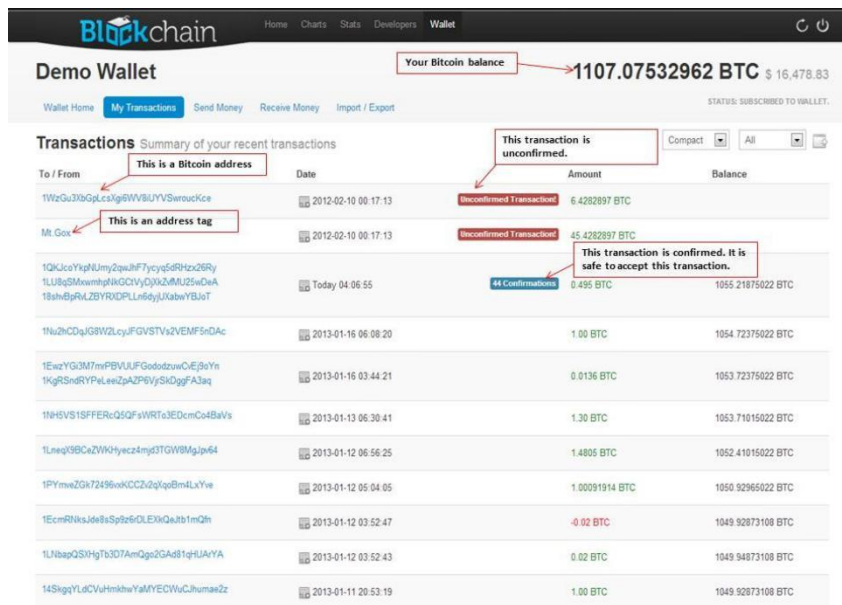 Blockchain
Home Charts Stats Developers Wallet
Demo Wallet
Your Bitcoin balance
1107.07532962 BTC $ 16,478.83
Wallet Home My Transactions Send Money Receive Money Import / Export
STATUS: SUBSCRIBED TO WALLET.
Transactions Summary of your recent transactions
This transaction is
unconfirmed.
Compact All
This is a Bitcoin address
To / From Date Amount Balance
1WzGu3XbGpLcsXgi6WV8iUYVSwroucKce 2012-02-10 00:17:13 Unconfirmed Transaction! 6.4282897 BTC
This is an address tag
Mt.Gox 2012-02-10 00:17:13 Unconfirmed Transaction! 45.4282897 BTC
This transaction is confirmed. It is
safe to accept this transaction.
1QKJcoYkpNUmy2qwJhF7ycyq5dRHzx26Ry
1LU8qSMxwmhpNkGCtVyDjXkZvfMU25wDeA Today 04:06:55 44 Confirmations 0.495 BTC 1055.21875022 BTC
18shvBpRvLZBYRXDPLLn6dyjUXabwYBJoT
1Nu2hCDqJG8W2LcyJFGVSTVs2VEMF5nDAc 2013-01-16 06:08:20 1.00 BTC 1054.72375022 BTC
1EwzYGi3M7mrPBVUUFGododzuwCvEj9oYn
1KgRSndRYPeLeeiZpAZP6VjrSkDggFA3aq 2013-01-16 03:44:21 0.0136 BTC 1053.72375022 BTC
1NH5VS1SFFERcQ5QFsWRTo3EDcmCo4BaVs 2013-01-13 06:30:41 1.30 BTC 1053.71015022 BTC
1LneqX9BCeZWKHyecz4mjd3TGW8MgJpv64 2013-01-12 06:56:25 1.4805 BTC 1052.41015022 BTC
1PYmveZGk72496vxKCCZv2qXqoBm4LxYve 2013-01-12 05:04:05 1.00091914 BTC 1050.92965022 BTC
1EcmRNksJde8sSp9z6rDLEXkQeJtb1mQfn 2013-01-12 03:52:47 -0.02 BTC 1049.92873108 BTC
1LNbapQSXHgTb3D7AmQgo2GAd81qHUArYA 2013-01-12 03:52:43 0.02 BTC 1049.94873108 BTC
14SkgqYLdCVuHmkhwYaMYECWuCJhumae2z 2013-01-11 20:53:19 1.00 BTC 1049.92873108 BTC